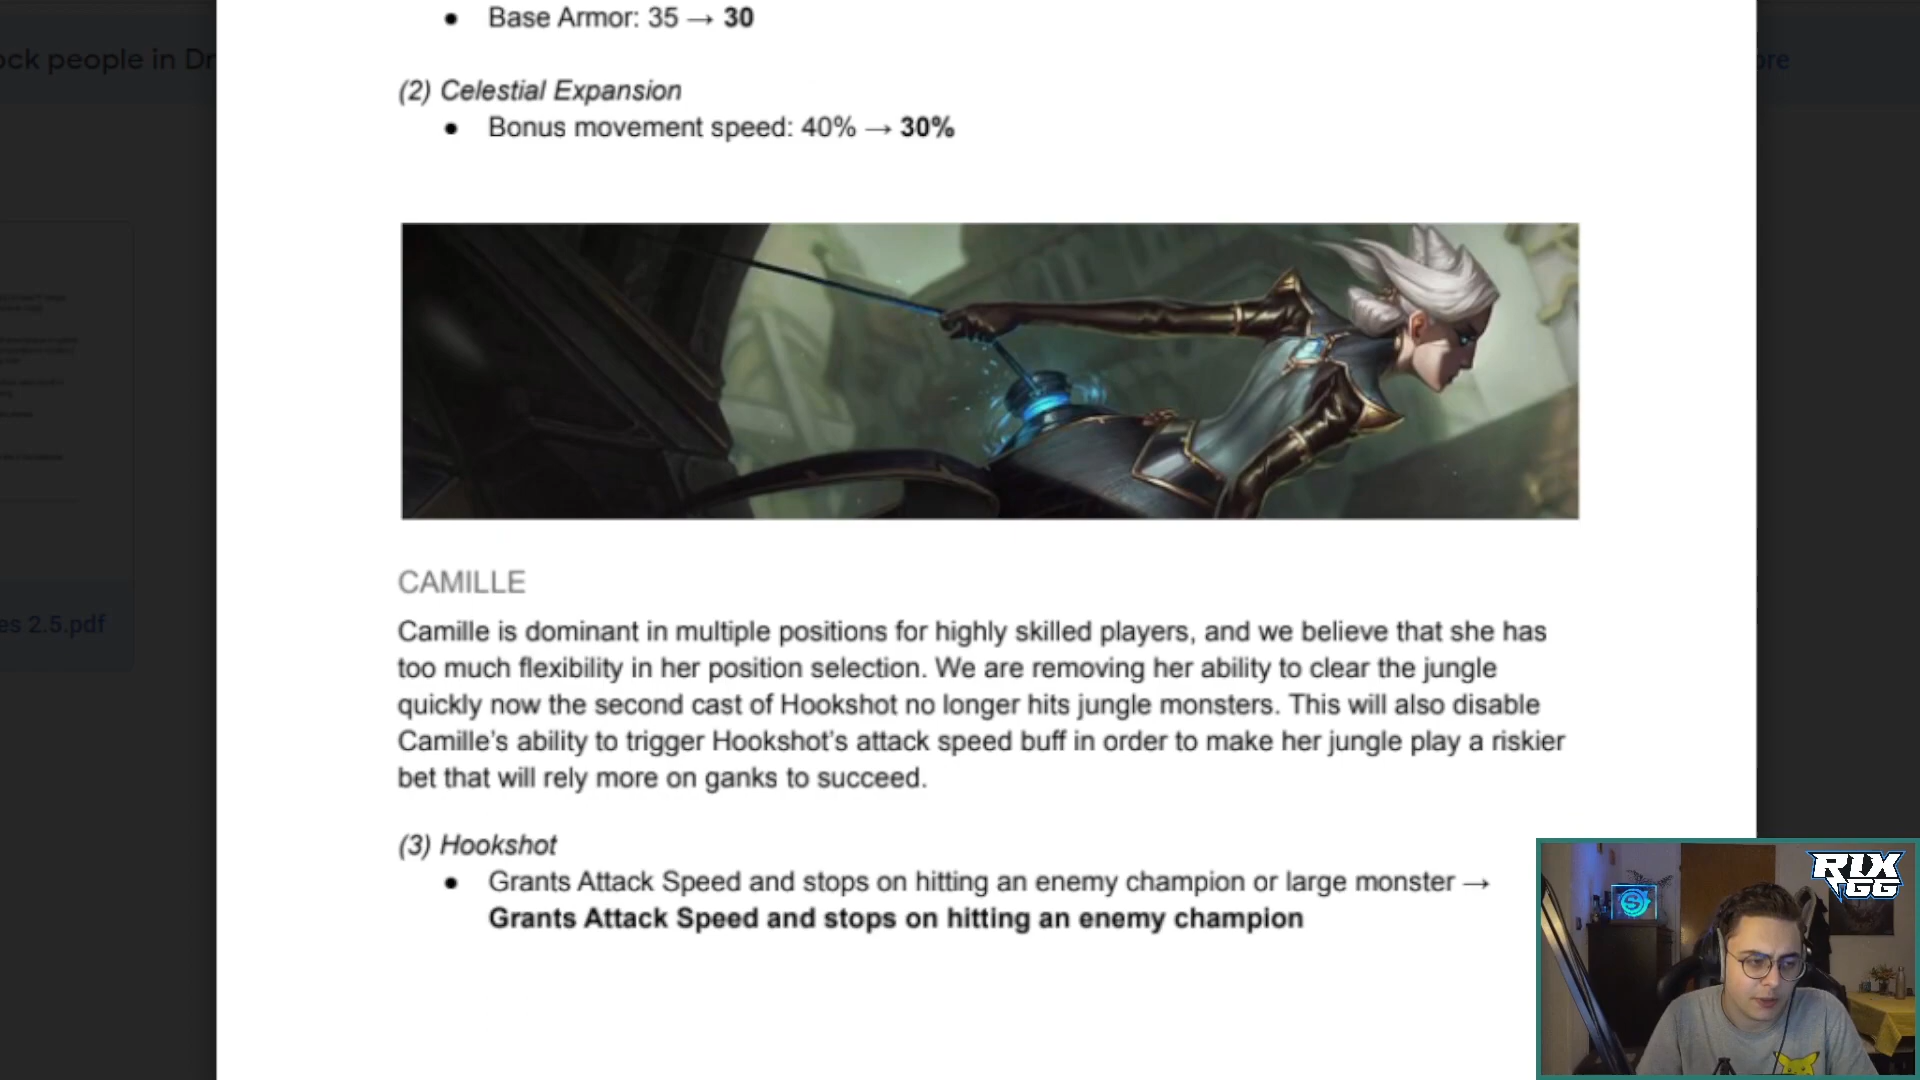 • Base Armor: 35 → 30
ock people in Dr
ore
(2) Celestial Expansion
• Bonus movement speed: 40% → 30%
CAMILLE
Camille is dominant in multiple positions for highly skilled players, and we believe that she has
too much flexibility in her position selection. We are removing her ability to clear the jungle
quickly now the second cast of Hookshot no longer hits jungle monsters. This will also disable
Camille's ability to trigger Hookshot's attack speed buff in order to make her jungle play a riskier
bet that will rely more on ganks to succeed.
es 2.5.pdf
(3) Hookshot
• Grants Attack Speed and stops on hitting an enemy champion or large monster →
Grants Attack Speed and stops on hitting an enemy champion
RIX
GG